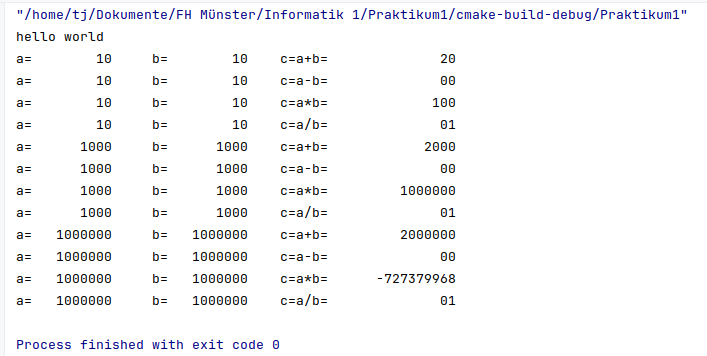 "/home/tj/Dokumente/FH Münster/Informatik 1/Praktikum1/cmake-build-debug/Praktikum1"
hello world
a=        10     b=        10    c=a+b=              20
a=        10     b=        10    c=a-b=              00
a=        10     b=        10    c=a*b=             100
a=        10     b=        10    c=a/b=              01
a=      1000     b=      1000    c=a+b=            2000
a=      1000     b=      1000    c=a-b=              00
a=      1000     b=      1000    c=a*b=         1000000
a=      1000     b=      1000    c=a/b=              01
a=   1000000     b=   1000000    c=a+b=         2000000
a=   1000000     b=   1000000    c=a-b=              00
a=   1000000     b=   1000000    c=a*b=      -727379968
a=   1000000     b=   1000000    c=a/b=              01
Process finished with exit code 0